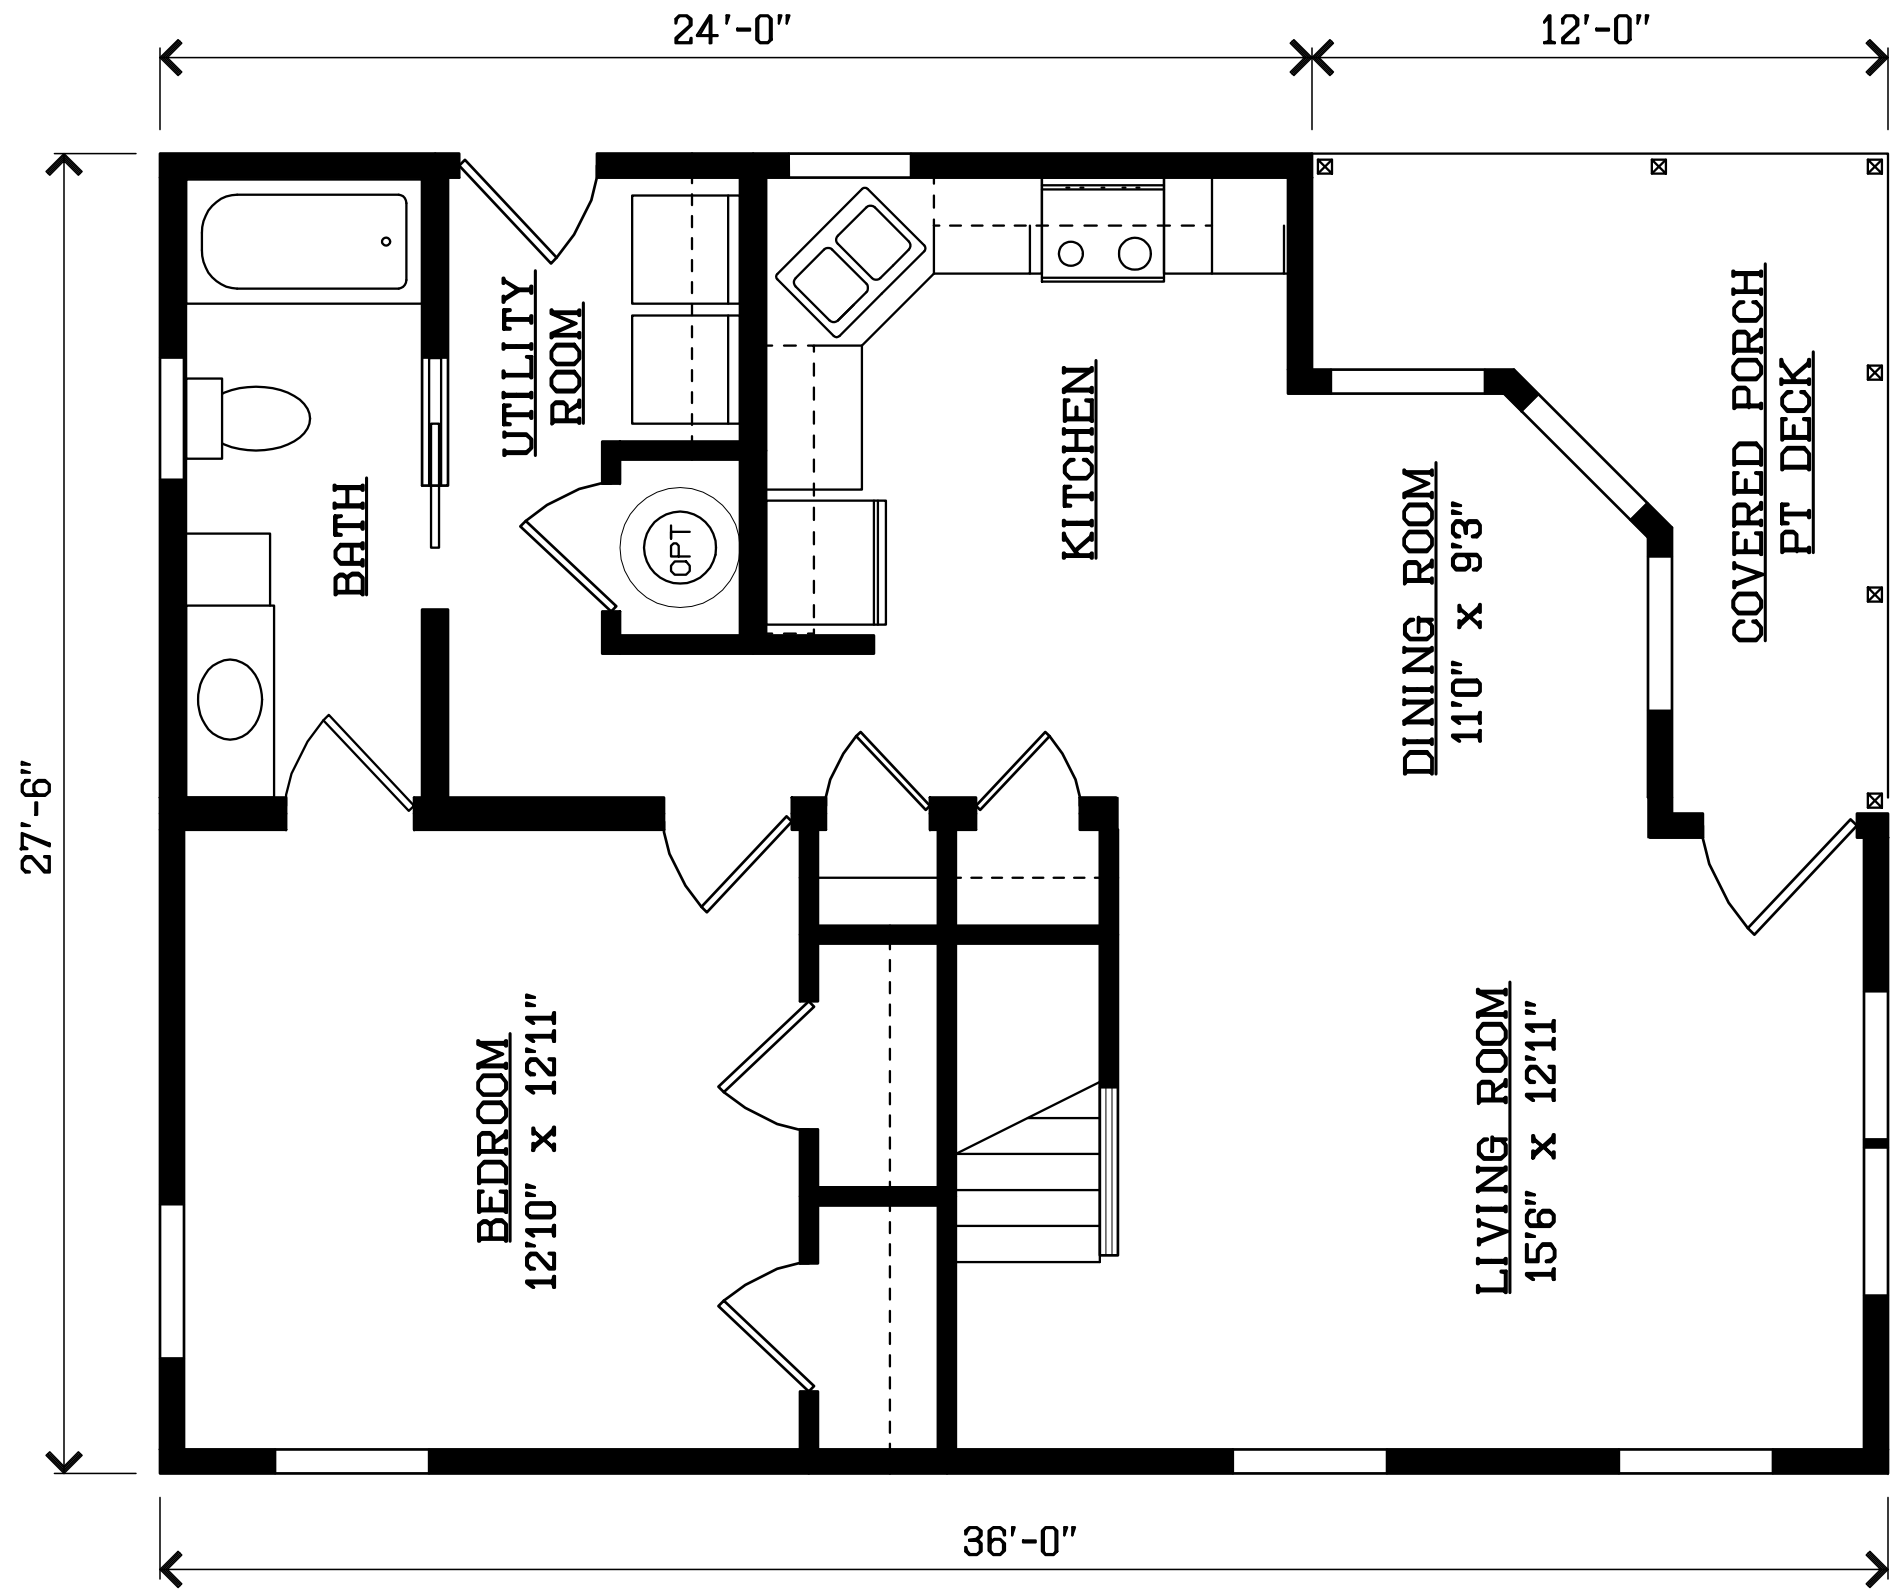 24'-0"
12'-0"
UTILITY
ROOM
BATH
OPT
KITCHEN
DINING ROOM
11'0" x 9'3"
COVERED PORCH
PT DECK
27'-6"
BEDROOM
12'10" x 12'11"
LIVING ROOM
15'6" x 12'11"
36'-0"